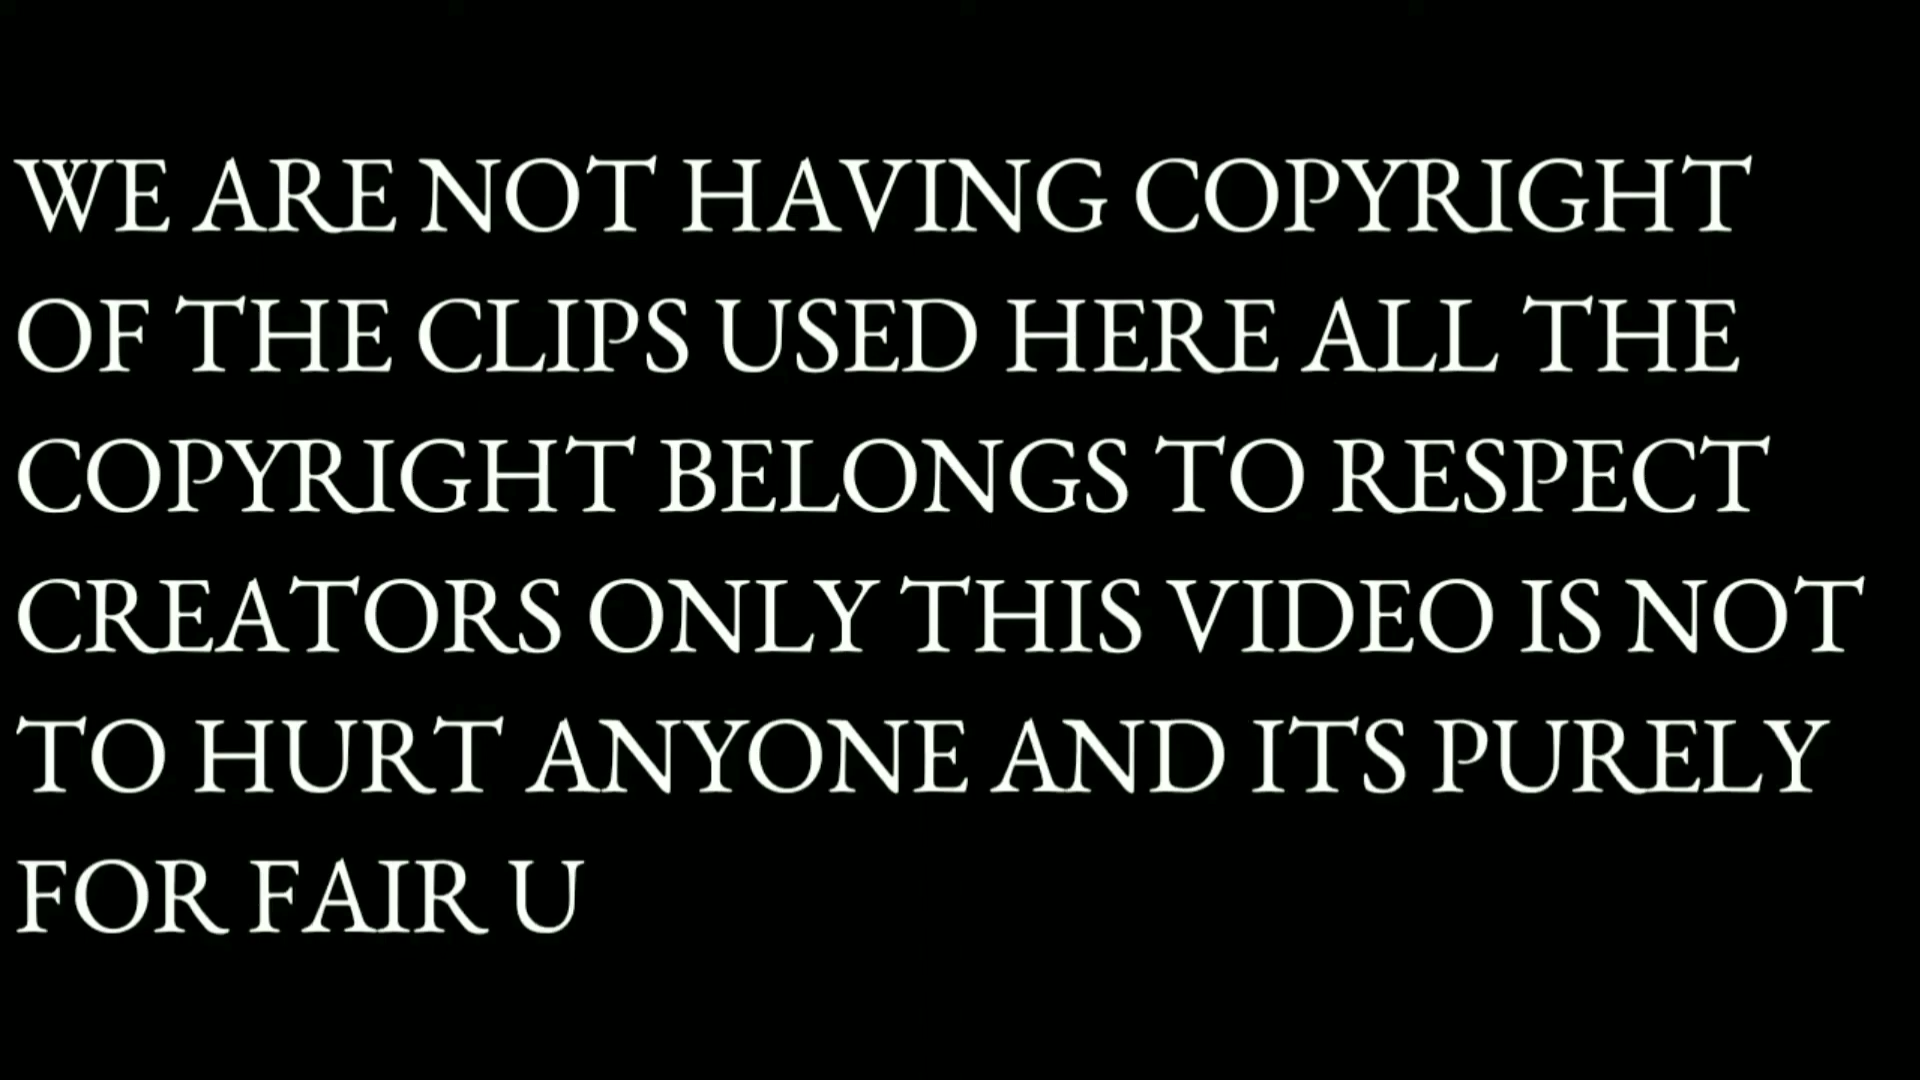 WE ARE NOT HAVING COPYRIGHT
OF THE CLIPS USED HERE ALL THE
COPYRIGHT BELONGS TO RESPECT
CREATORS ONLY THIS VIDEO IS NOT
TO HURT ANYONE AND ITS PURELY
FOR FAIR U